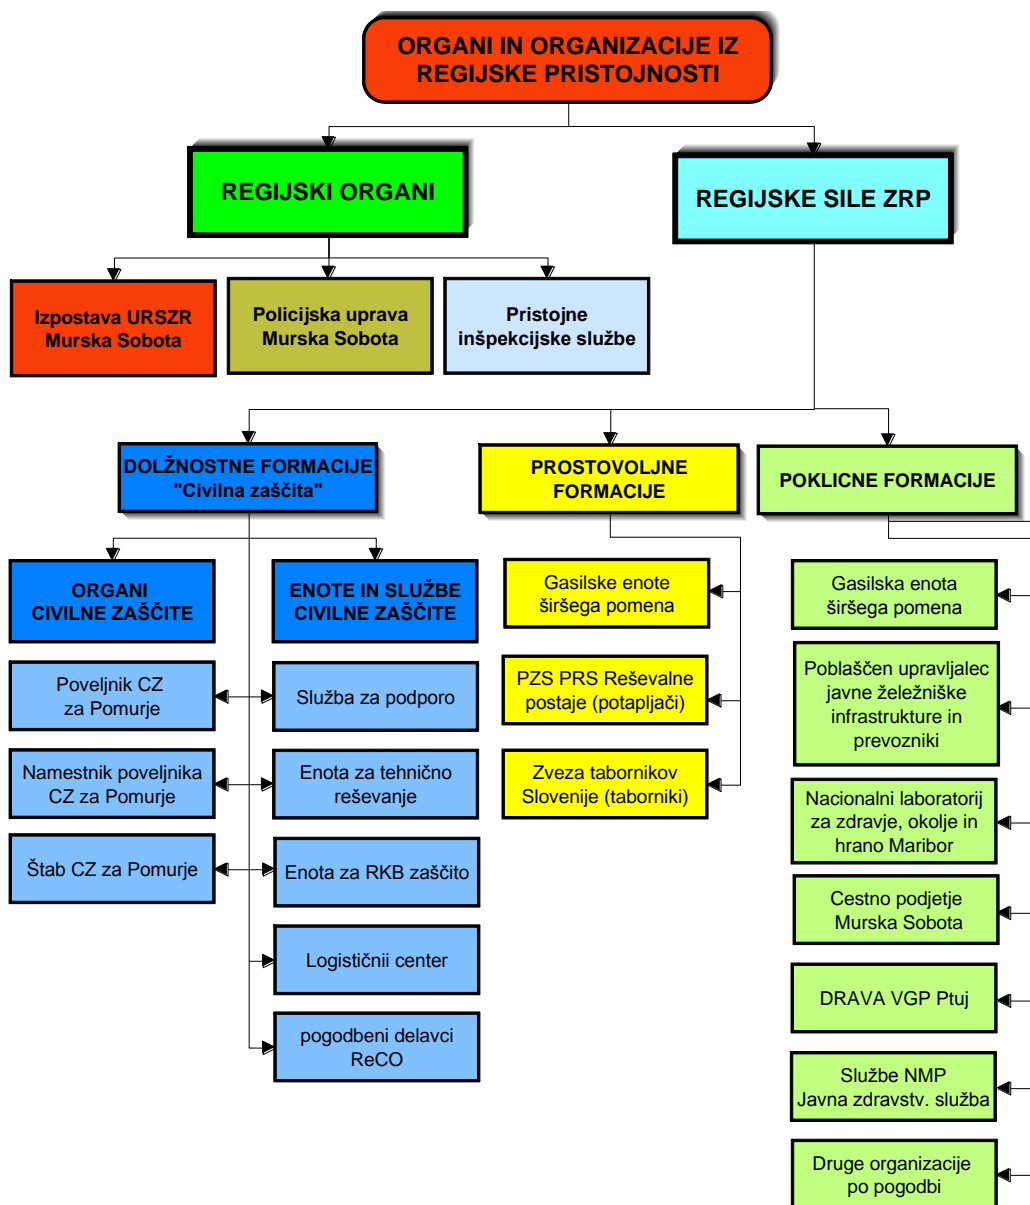 ORGANI IN ORGANIZACIJE IZ
REGIJSKE PRISTOJNOSTI
REGIJSKI ORGANI
REGIJSKE SILE ZRP
Izpostava URSZR
Murska Sobota
Policijska uprava
Murska Sobota
Pristojne
inšpekcijske službe
DOLŽNOSTNE FORMACIJE
"Civilna zaščita"
PROSTOVOLJNE
FORMACIJE
POKLICNE FORMACIJE
ORGANI
CIVILNE ZAŠČITE
ENOTE IN SLUŽBE
CIVILNE ZAŠČITE
Poveljnik CZ
za Pomurje
Namestnik poveljnika
CZ za Pomurje
Štab CZ za Pomurje
Služba za podporo
Enota za tehnično
reševanje
Enota za RKB zaščito
Logističnii center
pogodbeni delavci
ReCO
Gasilske enote
širšega pomena
PZS PRS Reševalne
postaje (potapljači)
Zveza tabornikov
Slovenije (taborniki)
Gasilska enota
širšega pomena
Poblaščen upravljalec
javne železniške
infrastrukture in
prevozniki
Nacionalni laboratorij
za zdravje, okolje in
hrano Maribor
Cestno podjetje
Murska Sobota
DRAVA VGP Ptuj
Službe NMP
Javna zdravstv. služba
Druge organizacije
po pogodbi